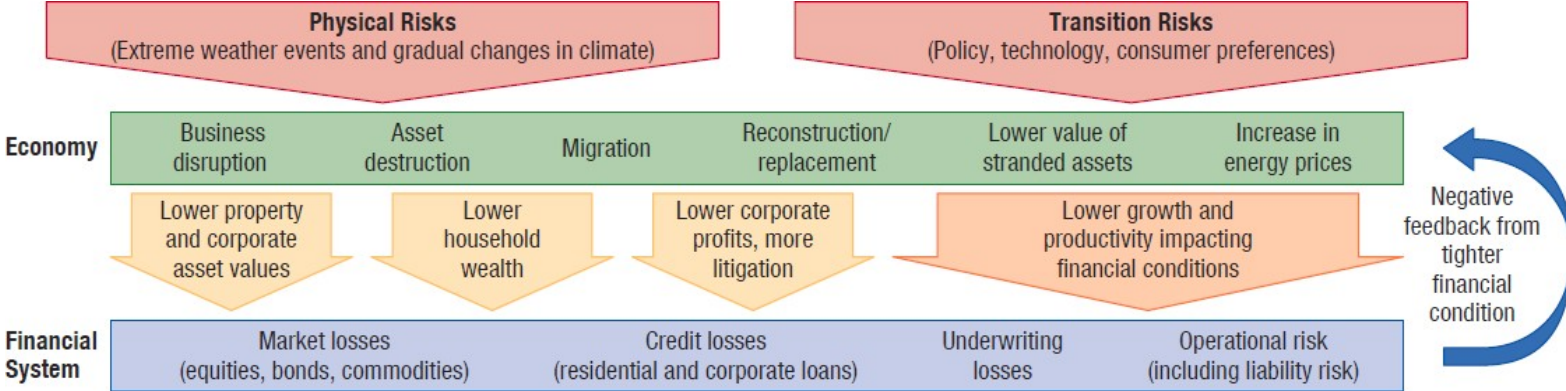 Physical Risks
(Extreme weather events and gradual changes in climate)
Transition Risks
(Policy, technology, consumer preferences)
Economy
Business
disruption
Asset
destruction
Migration
Reconstruction/
replacement
Lower value of
stranded assets
Increase in
energy prices
Lower property
and corporate
asset values
Lower
household
wealth
Lower corporate
profits, more
litigation
Lower growth and
productivity impacting
financial conditions
Negative
feedback from
tighter
financial
condition
Financial
System
Market losses
(equities, bonds, commodities)
Credit losses
(residential and corporate loans)
Underwriting
losses
Operational risk
(including liability risk)